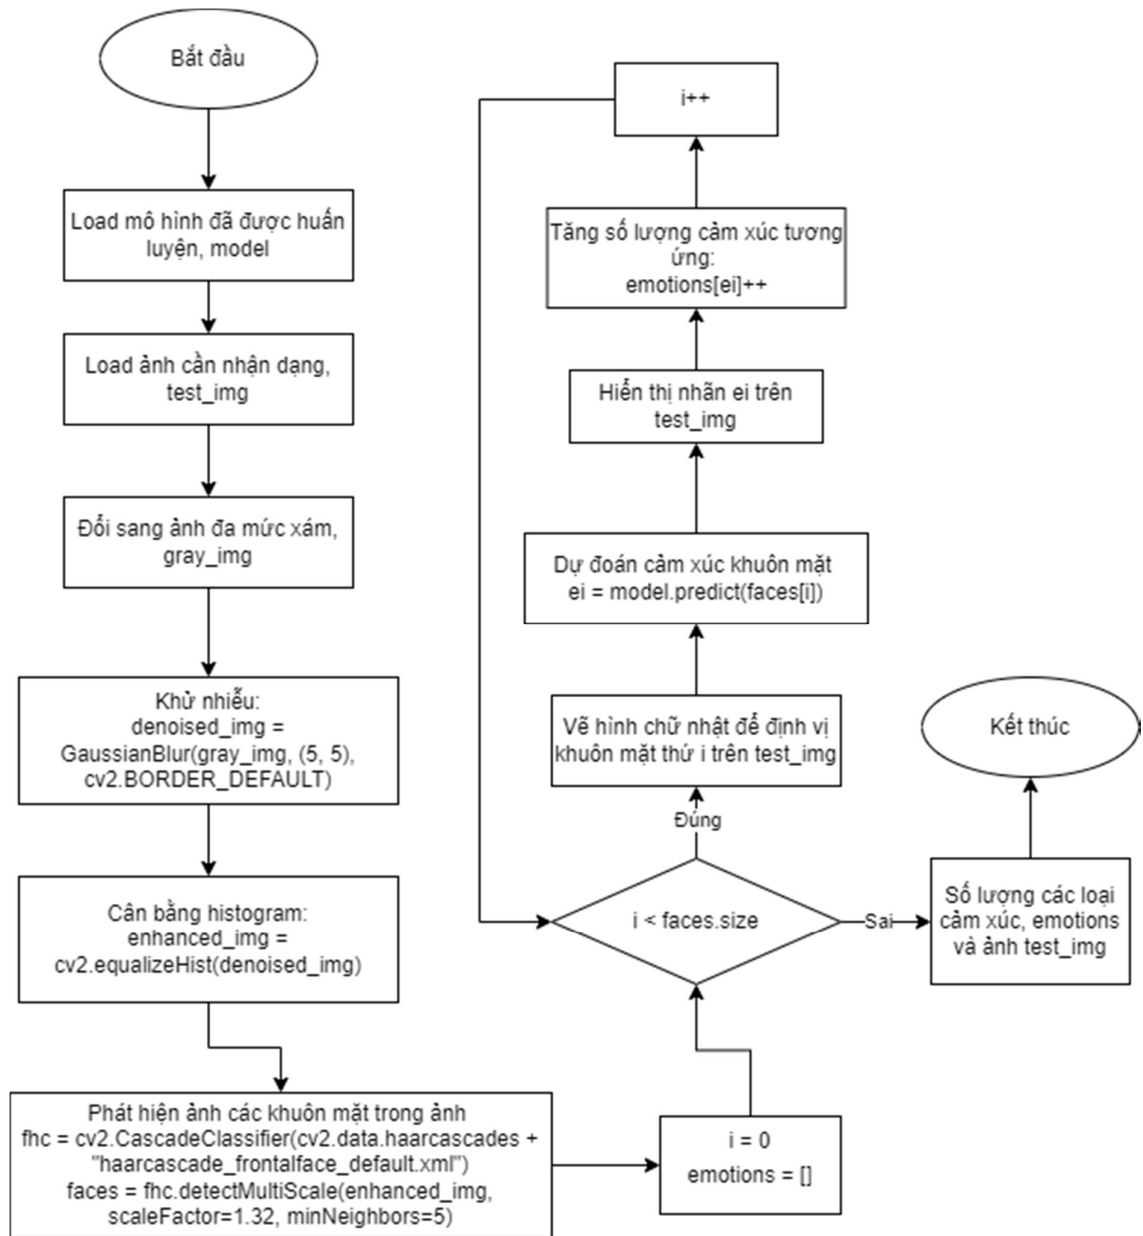 Bắt đầu
Load mô hình đã được huấn
luyện, model
Load ảnh cần nhận dạng,
test_img
Đổi sang ảnh đa mức xám,
gray_img
Khử nhiễu:
denoised_img =
GaussianBlur(gray_img, (5, 5),
cv2.BORDER_DEFAULT)
Cân bằng histogram:
enhanced_img =
cv2.equalizeHist(denoised_img)
Phát hiện ảnh các khuôn mặt trong ảnh
fhc = cv2.CascadeClassifier(cv2.data.haarcascades +
"haarcascade_frontalface_default.xml")
faces = fhc.detectMultiScale(enhanced_img,
scaleFactor=1.32, minNeighbors=5)
i = 0
emotions = []
i < faces.size
Đúng
Vẽ hình chữ nhật để định vị
khuôn mặt thứ i trên test_img
Dự đoán cảm xúc khuôn mặt
ei = model.predict(faces[i])
Hiển thị nhãn ei trên
test_img
Tăng số lượng cảm xúc tương
ứng:
emotions[ei]++
i++
Sai
Số lượng các loại
cảm xúc, emotions
và ảnh test_img
Kết thúc